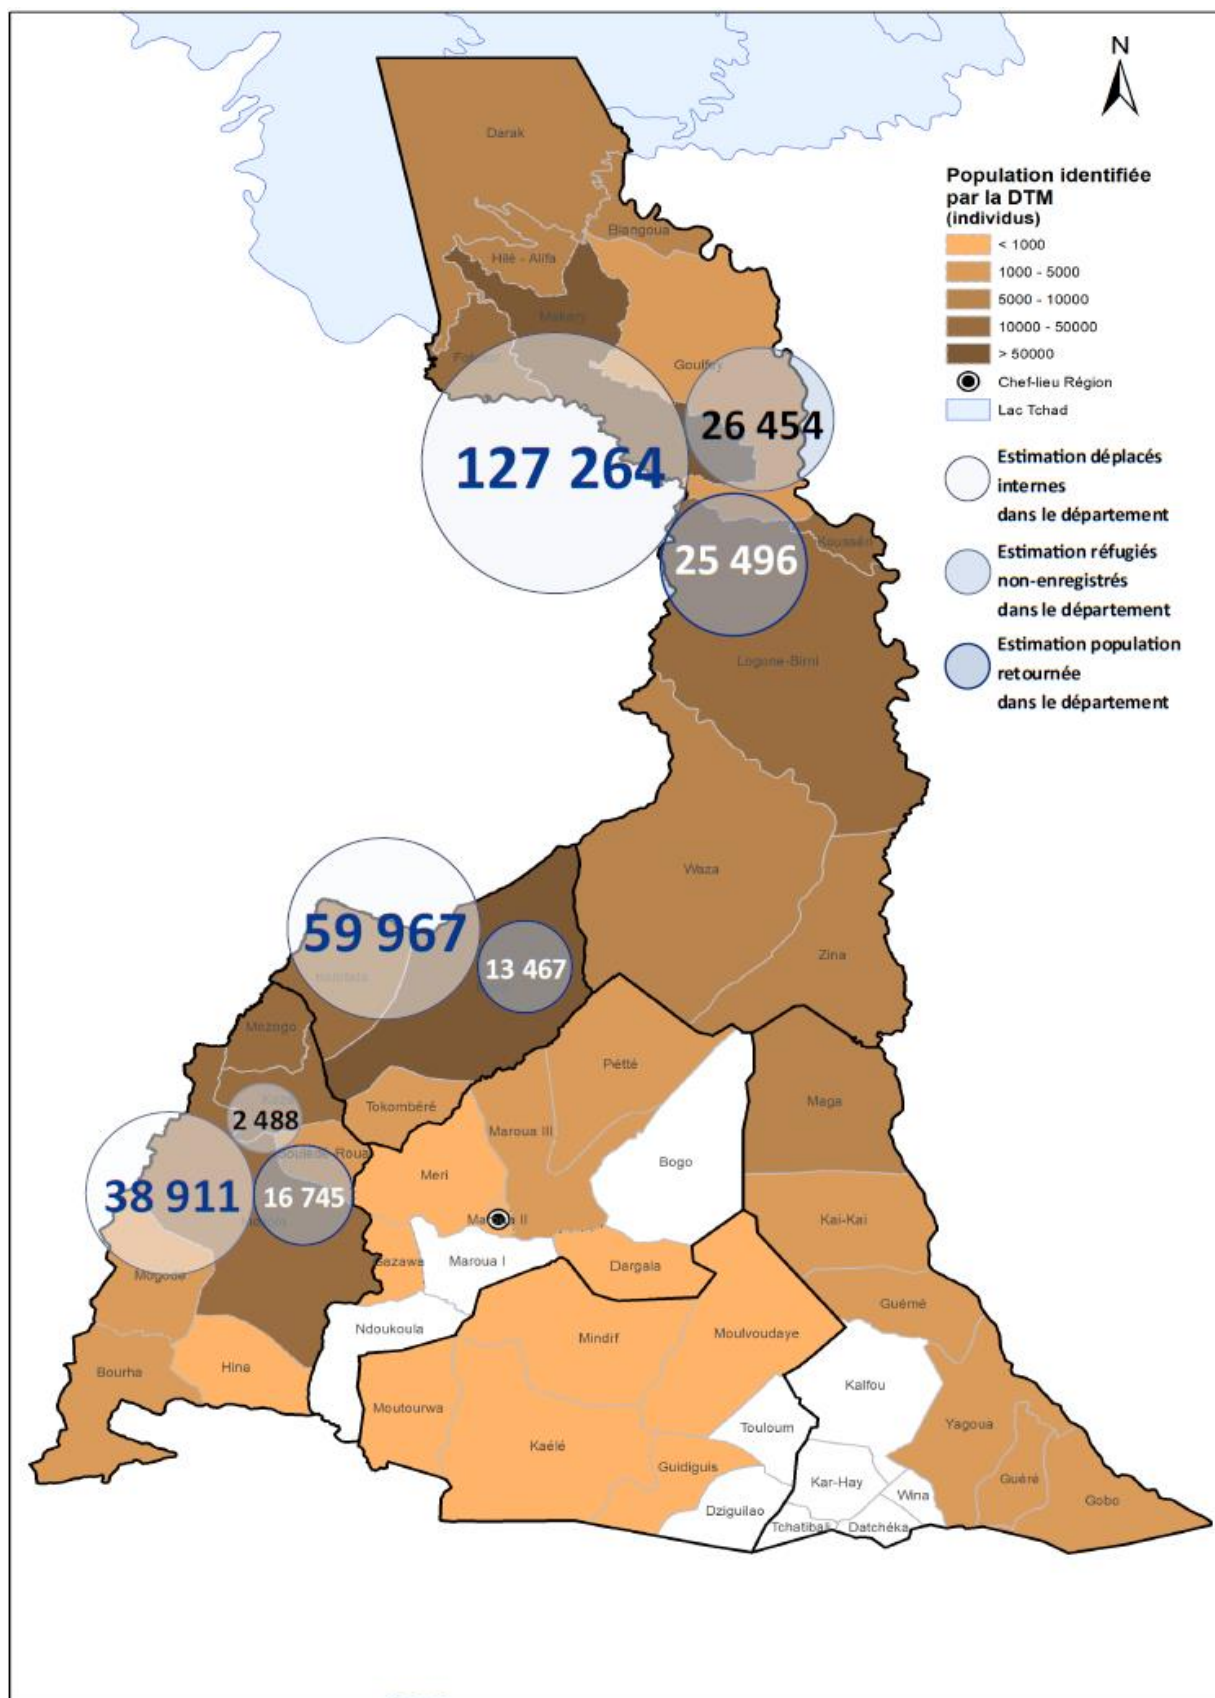 N
Population identifiée
par la DTM
(individus)
< 1000
1000 - 5000
5000 - 10000
10000 - 50000
> 50000
Chef-lieu Région
Lac Tchad
Estimation déplacés
internes
dans le département
Estimation réfugiés
non-enregistrés
dans le département
Estimation population
retournée
dans le département
Darak
Blangoua
Hilé - Alifa
Makary
Goulfey
26 454
127 264
Kousséri
25 496
Logone-Birni
Waza
59 967
13 467
Zina
Mozogo
Pétté
Maga
Tokombéré
2 488
Maroua III
Bogo
Meri
38 911
16 745
Kai-Kai
Maroua II
Gazawa
Maroua I
Dargala
Mogodé
Guémé
Ndoukoula
Mindif
Moulvoudaye
Bourha
Hina
Kalfou
Moutourwa
Touloum
Yagoua
Kaélé
Guidiguis
Kar-Hay
Guéré
Wina
Gobo
Dziguilao
Tchatibali
Datchéka